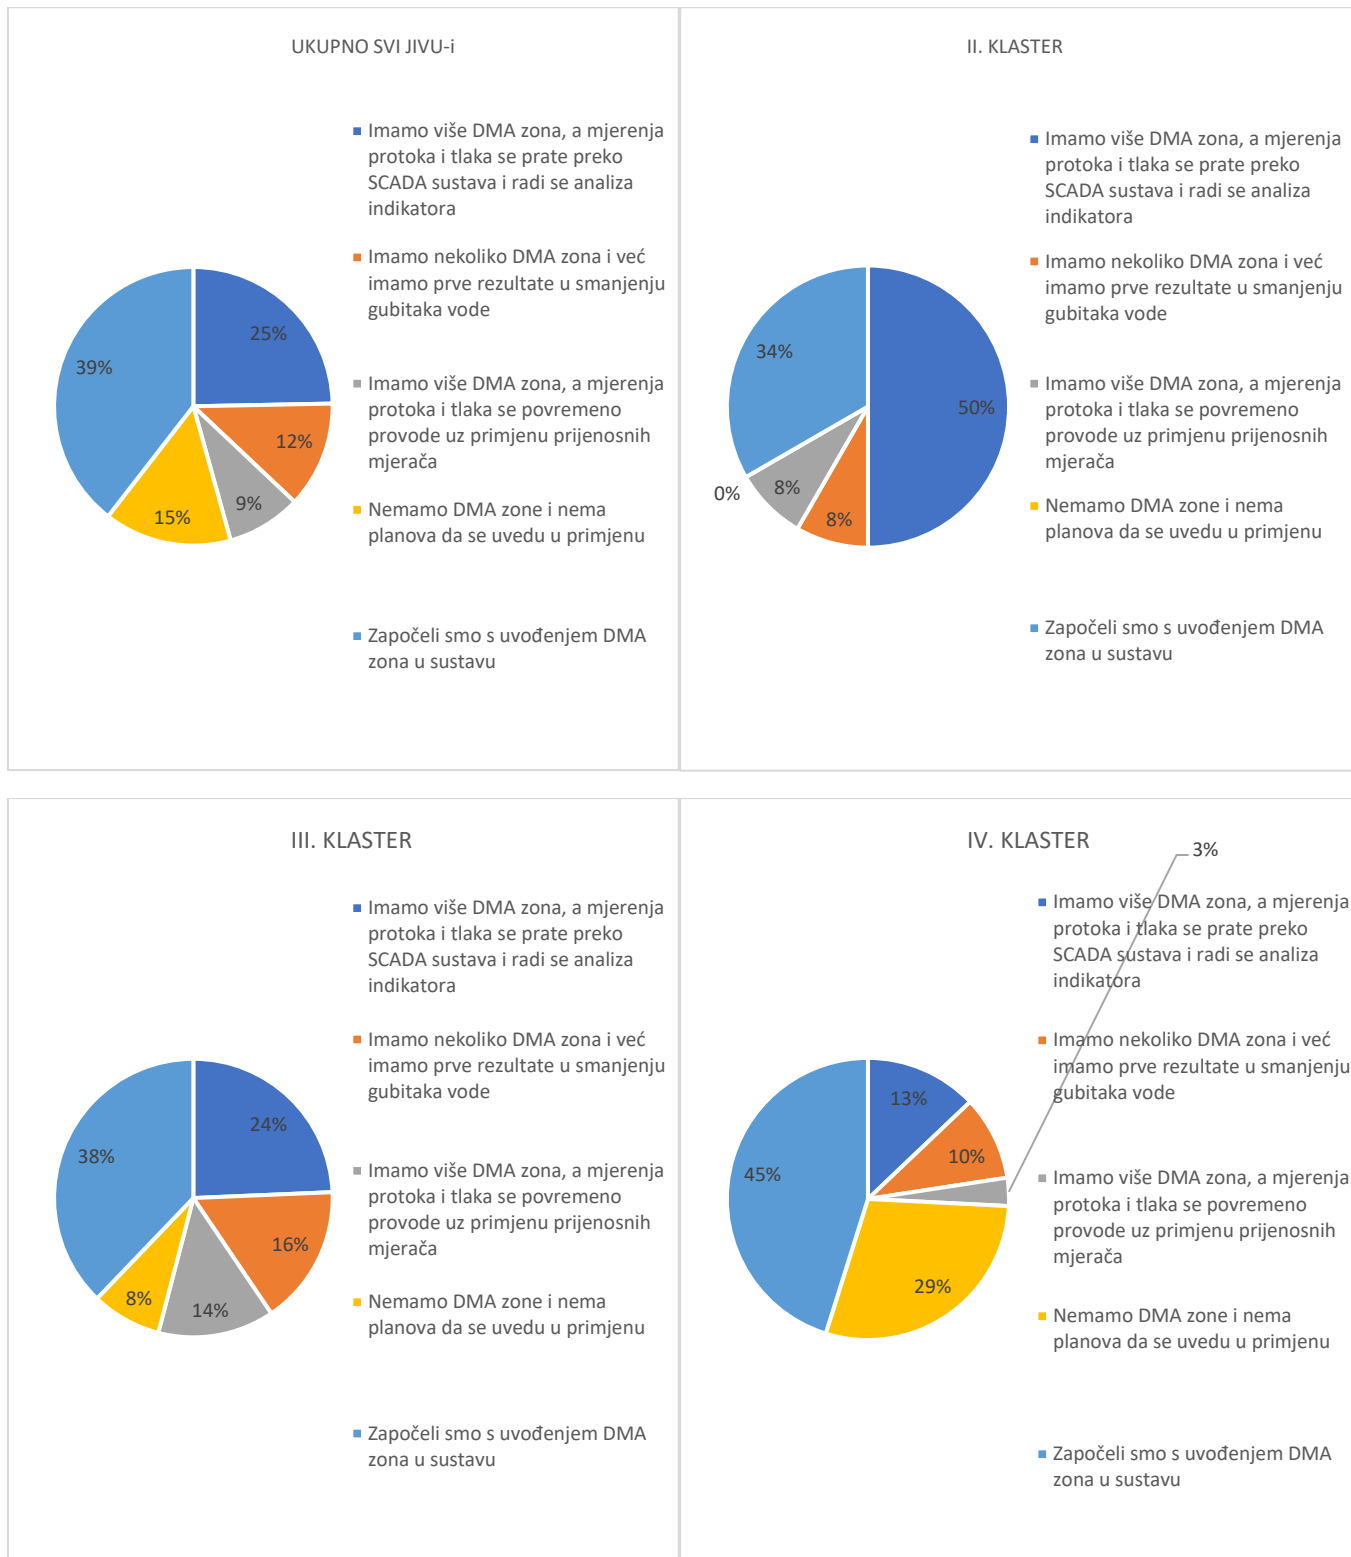 UKUPNO SVI JIVU-i
Imamo više DMA zona, a mjerenja
protoka i tlaka se prate preko
SCADA sustava i radi se analiza
indikatora
Imamo nekoliko DMA zona i već
imamo prve rezultate u smanjenju
gubitaka vode
Imamo više DMA zona, a mjerenja
protoka i tlaka se povremeno
provode uz primjenu prijenosnih
mjerača
Nemamo DMA zone i nema
planova da se uvedu u primjenu
Započeli smo s uvođenjem DMA
zona u sustavu
25%
12%
9%
15%
39%
II. KLASTER
Imamo više DMA zona, a mjerenja
protoka i tlaka se prate preko
SCADA sustava i radi se analiza
indikatora
Imamo nekoliko DMA zona i već
imamo prve rezultate u smanjenju
gubitaka vode
Imamo više DMA zona, a mjerenja
protoka i tlaka se povremeno
provode uz primjenu prijenosnih
mjerača
Nemamo DMA zone i nema
planova da se uvedu u primjenu
Započeli smo s uvođenjem DMA
zona u sustavu
50%
8%
8%
0%
34%
III. KLASTER
Imamo više DMA zona, a mjerenja
protoka i tlaka se prate preko
SCADA sustava i radi se analiza
indikatora
Imamo nekoliko DMA zona i već
imamo prve rezultate u smanjenju
gubitaka vode
Imamo više DMA zona, a mjerenja
protoka i tlaka se povremeno
provode uz primjenu prijenosnih
mjerača
Nemamo DMA zone i nema
planova da se uvedu u primjenu
Započeli smo s uvođenjem DMA
zona u sustavu
24%
16%
14%
8%
38%
IV. KLASTER
Imamo više DMA zona, a mjerenja
protoka i tlaka se prate preko
SCADA sustava i radi se analiza
indikatora
Imamo nekoliko DMA zona i već
imamo prve rezultate u smanjenju
gubitaka vode
Imamo više DMA zona, a mjerenja
protoka i tlaka se povremeno
provode uz primjenu prijenosnih
mjerača
Nemamo DMA zone i nema
planova da se uvedu u primjenu
Započeli smo s uvođenjem DMA
zona u sustavu
13%
10%
3%
29%
45%